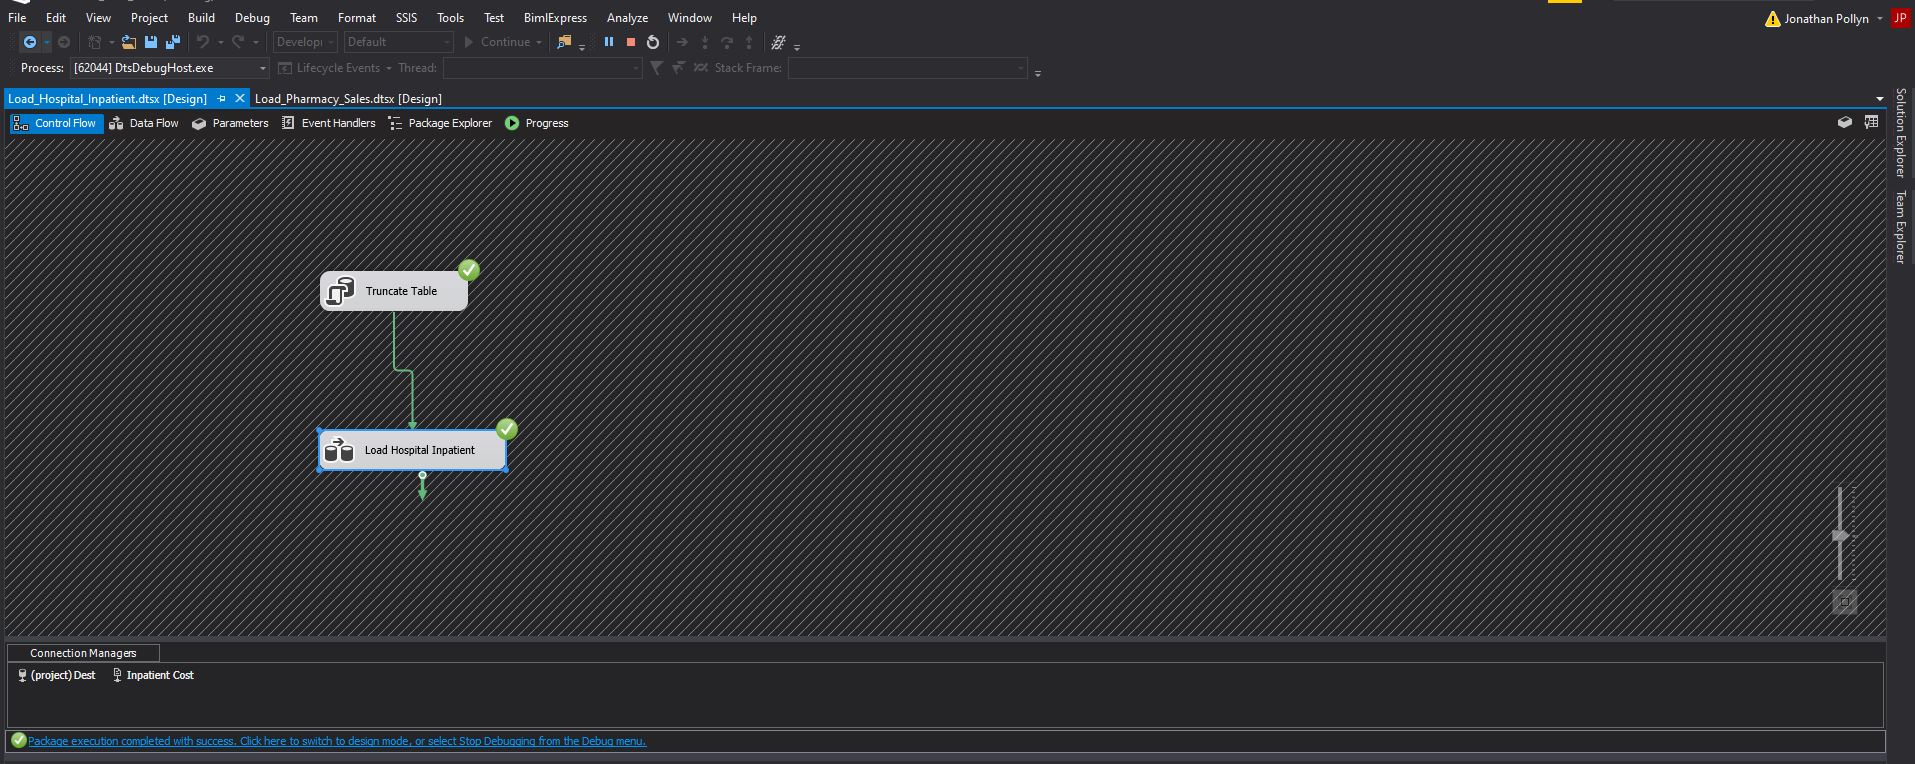 File Edit View Project Build Debug Team Format SSIS Tools Test BimlExpress Analyze Window Help
Jonathan Pollyn JP
Developi Default Continue
Process: [62044] DtsDebugHost.exe Lifecycle Events Thread: Stack Frame:
Load_Hospital_Inpatient.dtsx [Design] Load_Pharmacy_Sales.dtsx [Design]
Control Flow Data Flow Parameters Event Handlers Package Explorer Progress
Solution Explorer
Team Explorer
Truncate Table
Load Hospital Inpatient
Connection Managers
(project) Dest Inpatient Cost
Package execution completed with success. Click here to switch to design mode, or select Stop Debugging from the Debug menu.